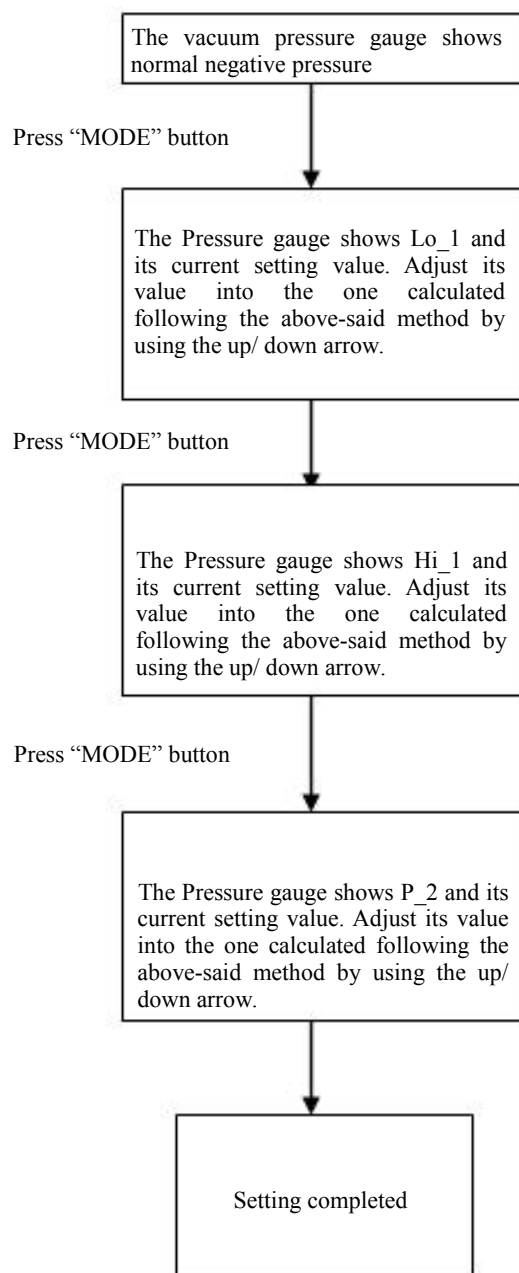 The vacuum pressure gauge shows
normal negative pressure
Press “MODE” button
The Pressure gauge shows Lo_1 and
its current setting value. Adjust its
value into the one calculated
following the above-said method by
using the up/ down arrow.
Press “MODE” button
The Pressure gauge shows Hi_1 and
its current setting value. Adjust its
value into the one calculated
following the above-said method by
using the up/ down arrow.
Press “MODE” button
The Pressure gauge shows P_2 and its
current setting value. Adjust its value
into the one calculated following the
above-said method by using the up/
down arrow.
Setting completed